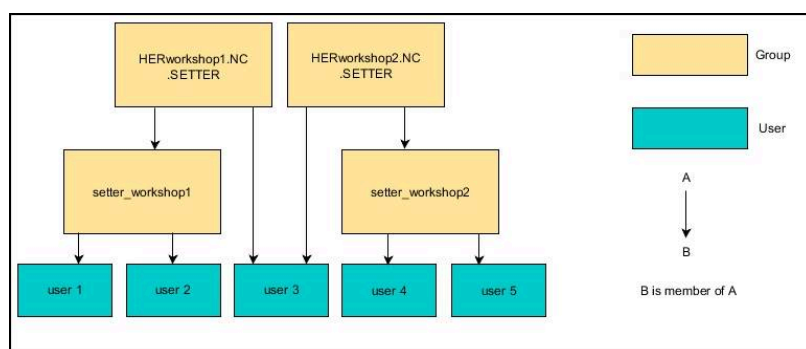 HERworkshop1.NC
.SETTER
HERworkshop2.NC
.SETTER
Group
User
setter_workshop1
setter_workshop2
A
B
user 1
user 2
user 3
user 4
user 5
B is member of A